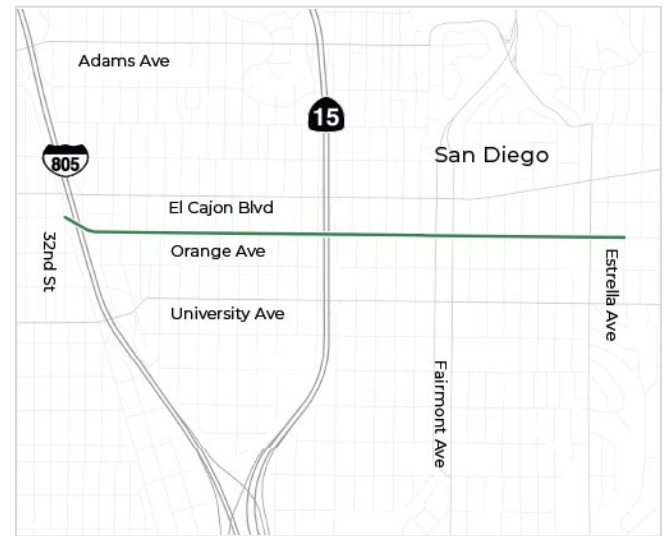 Adams Ave
15
805
San Diego
El Cajon Blvd
32nd St
Orange Ave
Estrella Ave
University Ave
Fairmont Ave